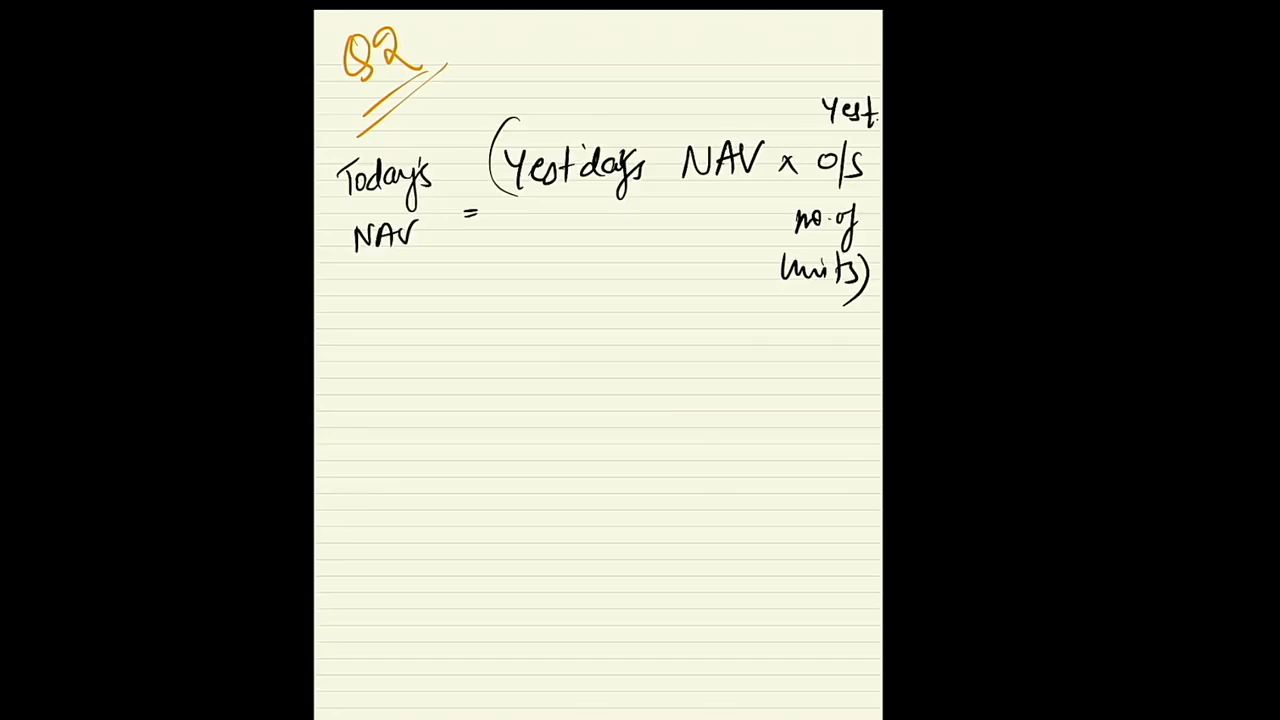 Q2
Yest.
Today's = (Yest'days NAV x o/s
NAV no. of
Units)